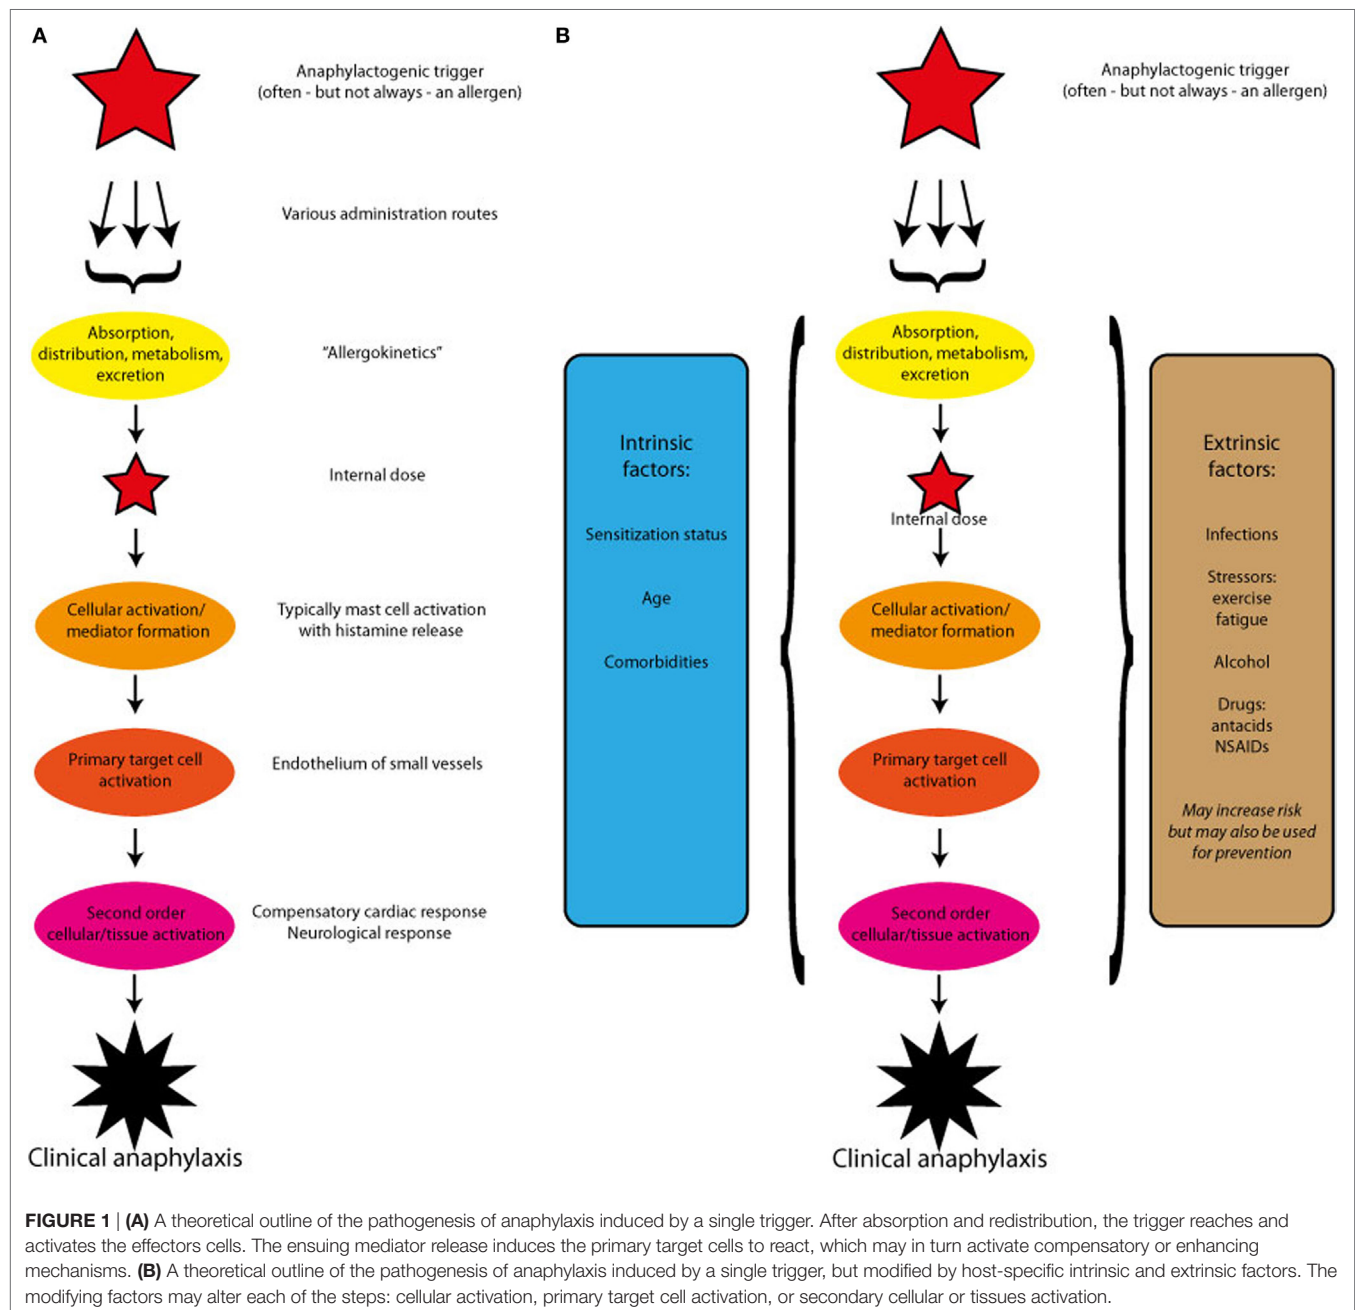 A
Anaphylactogenic trigger
(often - but not always - an allergen)
Various administration routes
Absorption,
distribution, metabolism,
excretion
"Allergokinetics"
Internal dose
Cellular activation/
mediator formation
Typically mast cell activation
with histamine release
Primary target cell
activation
Endothelium of small vessels
Second order
cellular/tissue activation
Compensatory cardiac response
Neurological response
Clinical anaphylaxis
B
Anaphylactogenic trigger
(often - but not always - an allergen)
Intrinsic
factors:
Sensitization status
Age
Comorbidities
Absorption,
distribution, metabolism,
excretion
Internal dose
Cellular activation/
mediator formation
Primary target cell
activation
Second order
cellular/tissue activation
Clinical anaphylaxis
Extrinsic
factors:
Infections
Stressors:
exercise
fatigue
Alcohol
Drugs:
antacids
NSAIDs
May increase risk
but may also be used
for prevention
FIGURE 1 | (A) A theoretical outline of the pathogenesis of anaphylaxis induced by a single trigger. After absorption and redistribution, the trigger reaches and
activates the effectors cells. The ensuing mediator release induces the primary target cells to react, which may in turn activate compensatory or enhancing
mechanisms. (B) A theoretical outline of the pathogenesis of anaphylaxis induced by a single trigger, but modified by host-specific intrinsic and extrinsic factors. The
modifying factors may alter each of the steps: cellular activation, primary target cell activation, or secondary cellular or tissues activation.